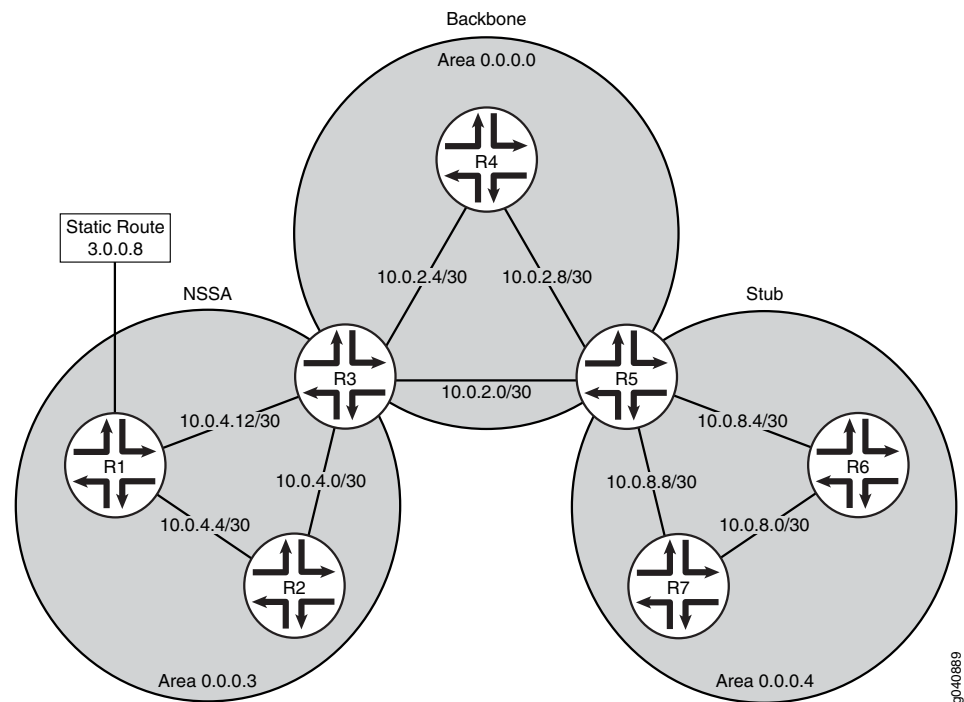 Backbone
Area 0.0.0.0
R4
Static Route
3.0.0.8
10.0.2.4/30
10.0.2.8/30
NSSA
Stub
R3
R5
10.0.2.0/30
10.0.4.12/30
10.0.8.4/30
R1
R6
10.0.4.0/30
10.0.8.8/30
10.0.4.4/30
10.0.8.0/30
R2
R7
Area 0.0.0.3
Area 0.0.0.4
g040889